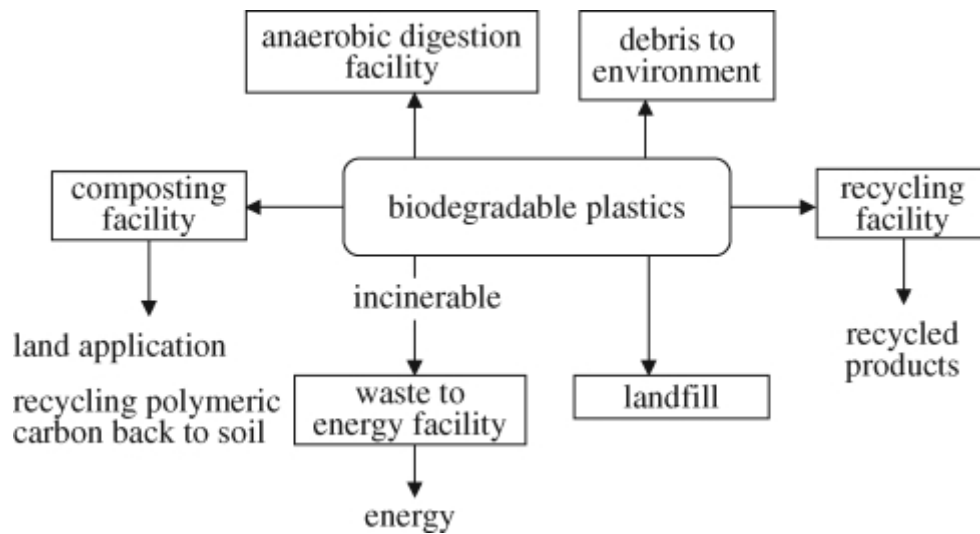 anaerobic digestion
facility
debris to
environment
composting
facility
biodegradable plastics
recycling
facility
incinerable
land application
recycled
products
recycling polymeric
carbon back to soil
waste to
energy facility
landfill
energy